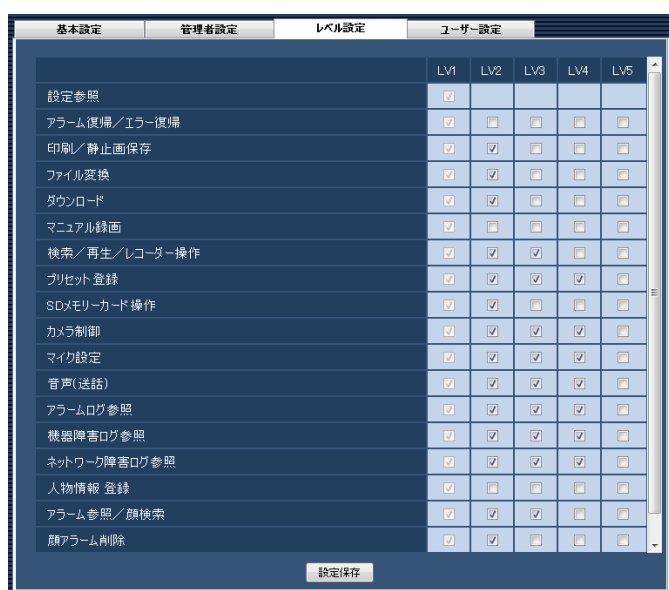 基本設定 管理者設定 レベル設定 ユーザー設定
LV1 LV2 LV3 LV4 LV5
設定参照
アラーム復帰／エラー復帰
印刷／静止画保存
ファイル変換
ダウンロード
マニュアル録画
検索／再生／レコーダー操作
プリセット登録
SDメモリーカード操作
カメラ制御
マイク設定
音声(送話)
アラームログ参照
機器障害ログ参照
ネットワーク障害ログ参照
人物情報 登録
アラーム参照／顔検索
顔アラーム削除
設定保存